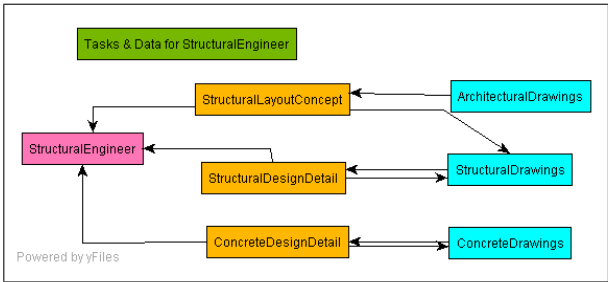 Tasks & Data for StructuralEngineer
StructuralLayoutConcept
ArchitecturalDrawings
StructuralEngineer
StructuralDesignDetail
StructuralDrawings
ConcreteDesignDetail
ConcreteDrawings
Powered by yFiles